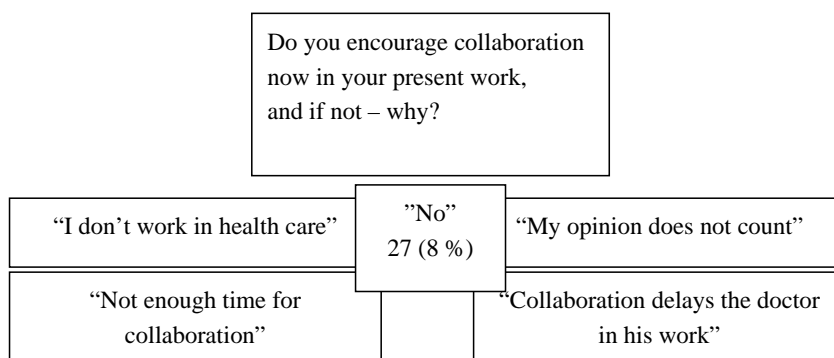 Do you encourage collaboration
now in your present work,
and if not – why?
“I don’t work in health care”
”No”
27 (8 %)
“My opinion does not count”
“Not enough time for
collaboration”
“Collaboration delays the doctor
in his work”